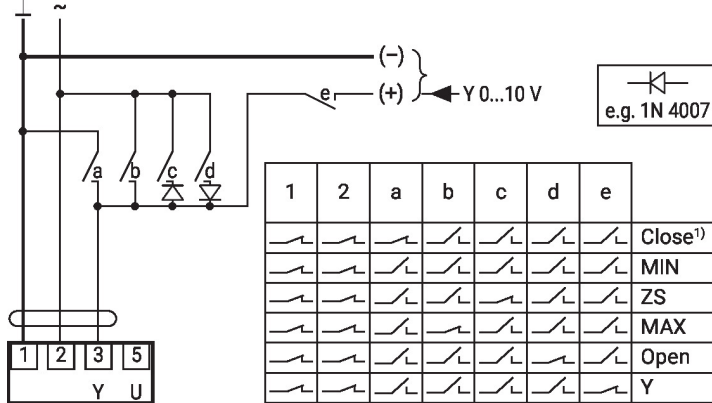 ~
(−)
e (+) Y 0...10 V
e.g. 1N 4007
a b c d
1 2 a b c d e
Close¹⁾
MIN
ZS
MAX
Open
Y
1 2 3 5
Y U